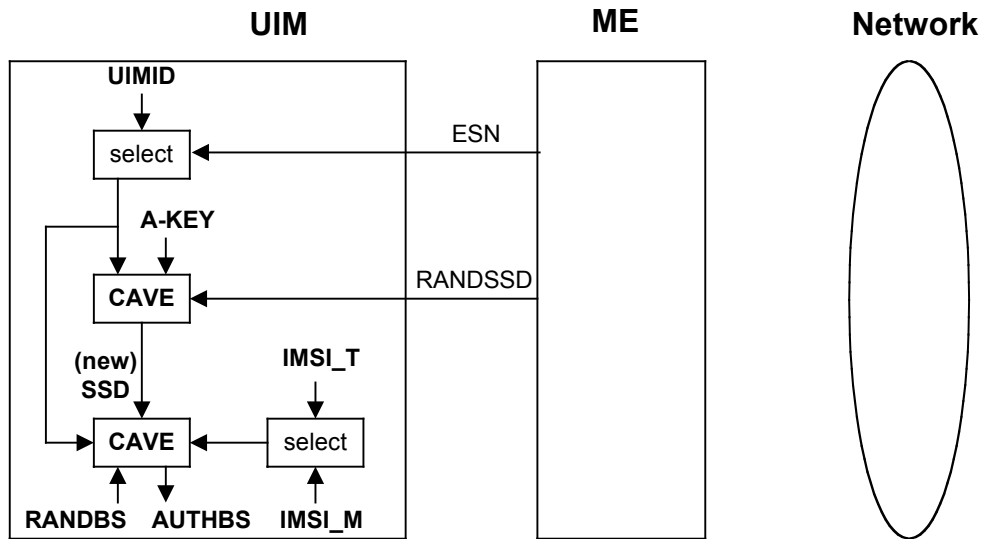 UIM
ME
Network
UIMID
ESN
select
A-KEY
RANDSSD
CAVE
(new)
SSD
IMSI_T
CAVE
select
RANDBS
AUTHBS
IMSI_M